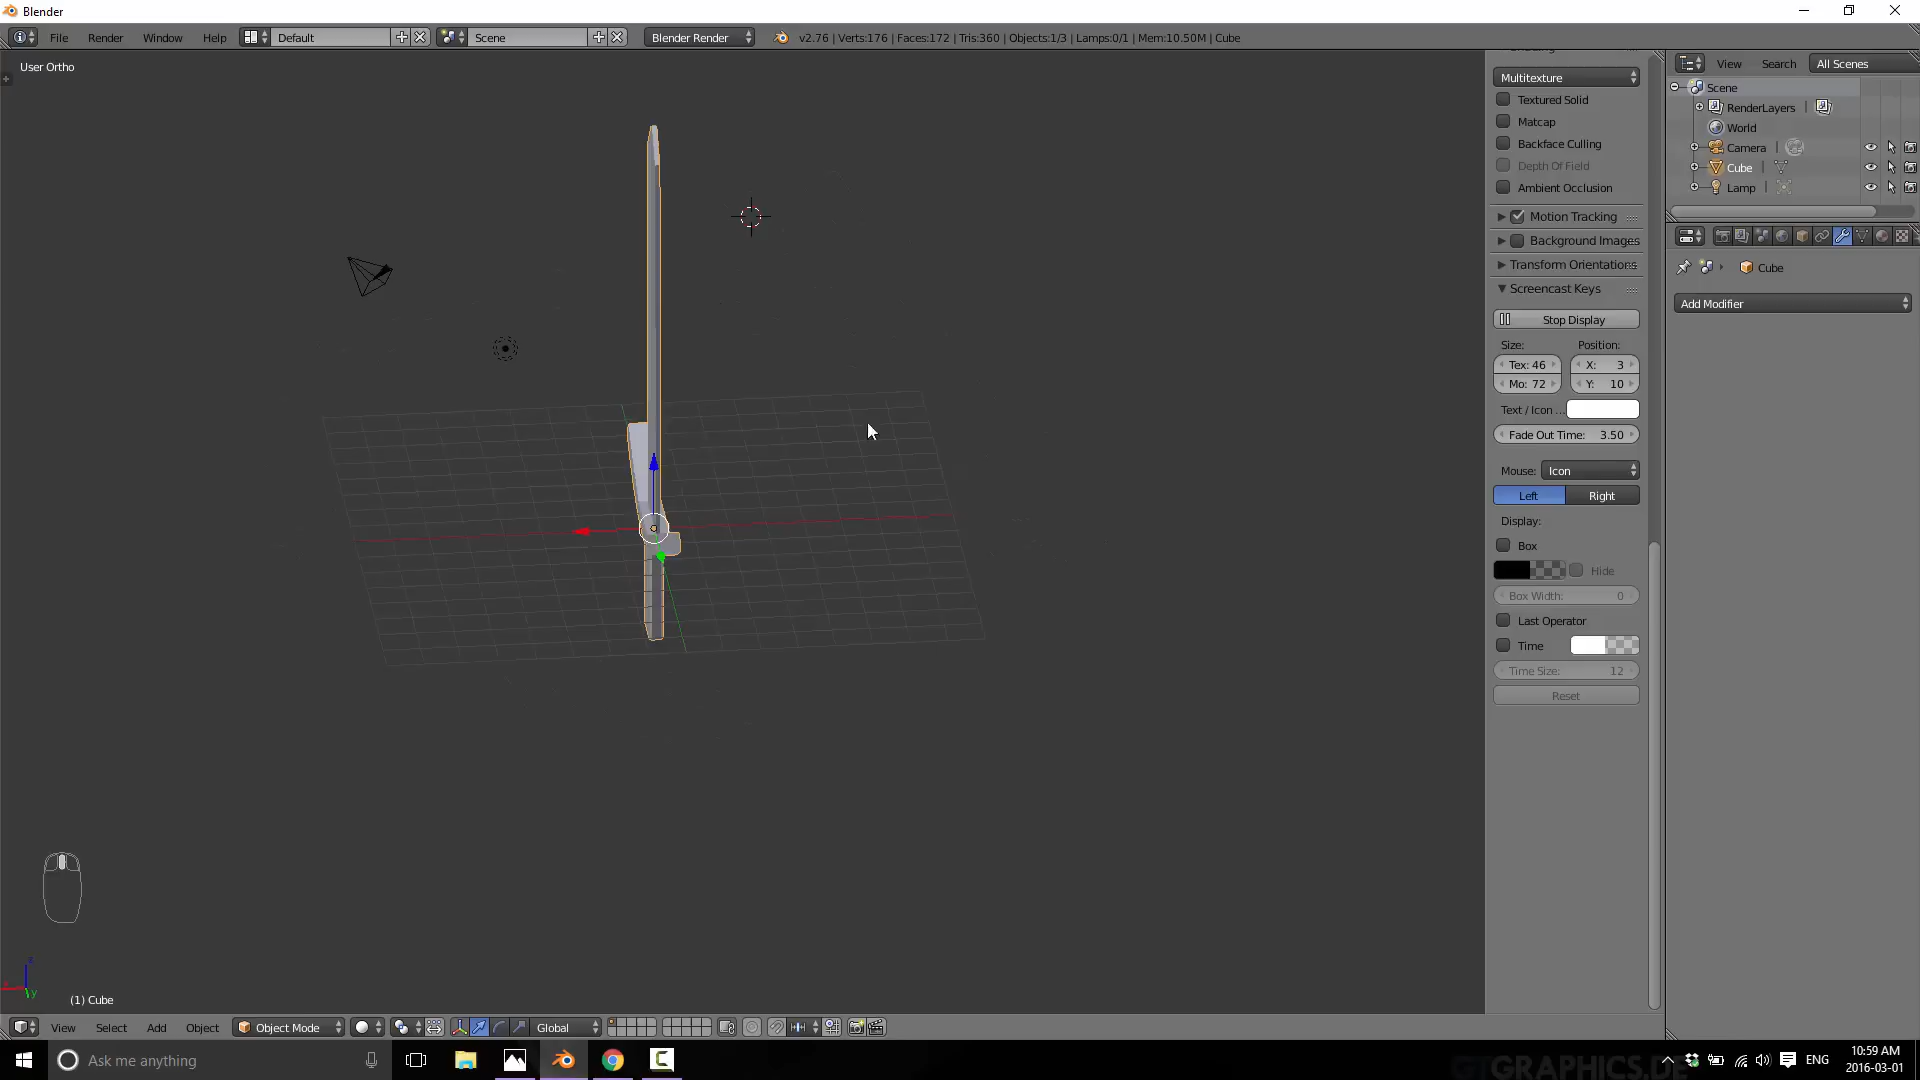 Blender
File Render Window Help Default Scene Blender Render v2.76 | Verts:176 | Faces:172 | Tris:360 | Objects:1/3 | Lamps:0/1 | Mem:10.50M | Cube
User Ortho
Multitexture
Textured Solid
Matcap
Backface Culling
Depth Of Field
Ambient Occlusion
Motion Tracking
Background Images
Transform Orientations
Screencast Keys
Stop Display
Size: Position:
Tex: 46 X: 3
Mo: 72 Y: 10
Text / Icon ...
Fade Out Time: 3.50
Mouse: Icon
Left Right
Display:
Box
Hide
Box Width: 0
Last Operator
Time
Time Size: 12
Reset
View Search All Scenes
Scene
RenderLayers
World
Camera
Cube
Lamp
Cube
Add Modifier
z
x
y
(1) Cube
View Select Add Object Object Mode Global
Ask me anything
GTGRAPHICS.DE
ENG
10:59 AM
2016-03-01